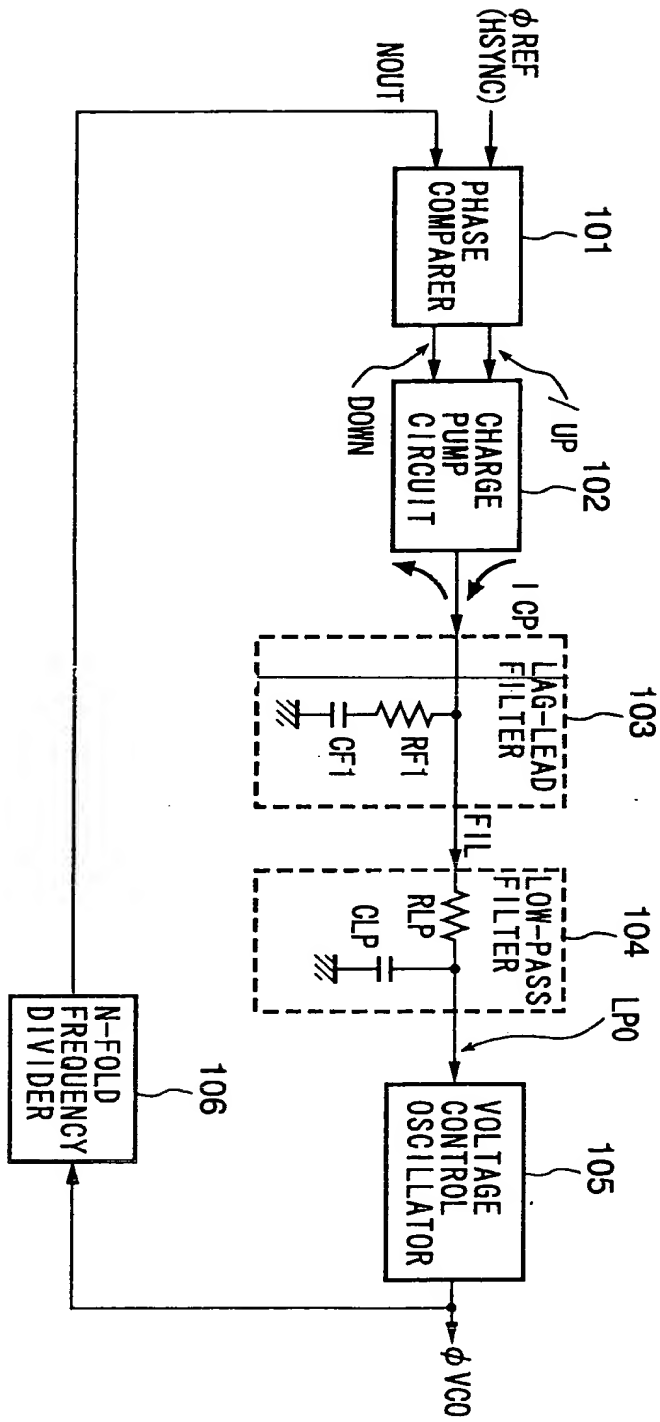 φREF
(HSYNC)
NOUT
101
PHASE
COMPARER
/UP
DOWN
102
CHARGE
PUMP
CIRCUIT
ICP
103
LAG-LEAD
FILTER
RF1
CF1
FIL
104
LOW-PASS
FILTER
RLP
CLP
LPO
105
VOLTAGE
CONTROL
OSCILLATOR
φVCO
106
N-FOLD
FREQUENCY
DIVIDER